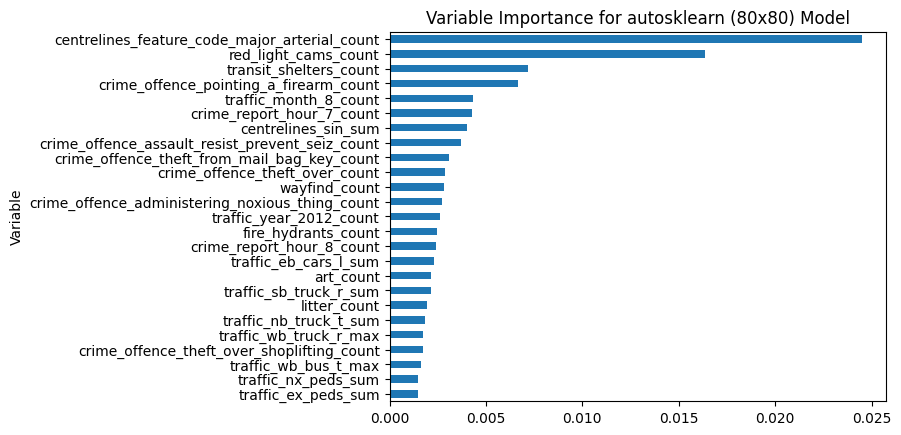 Variable Importance for autosklearn (80x80) Model
centrelines_feature_code_major_arterial_count
red_light_cams_count
transit_shelters_count
crime_offence_pointing_a_firearm_count
traffic_month_8_count
crime_report_hour_7_count
centrelines_sin_sum
crime_offence_assault_resist_prevent_seiz_count
crime_offence_theft_from_mail_bag_key_count
crime_offence_theft_over_count
wayfind_count
crime_offence_administering_noxious_thing_count
traffic_year_2012_count
fire_hydrants_count
crime_report_hour_8_count
traffic_eb_cars_l_sum
art_count
traffic_sb_truck_r_sum
litter_count
traffic_nb_truck_t_sum
traffic_wb_truck_r_max
crime_offence_theft_over_shoplifting_count
traffic_wb_bus_t_max
traffic_nx_peds_sum
traffic_ex_peds_sum
Variable
0.000 0.005 0.010 0.015 0.020 0.025